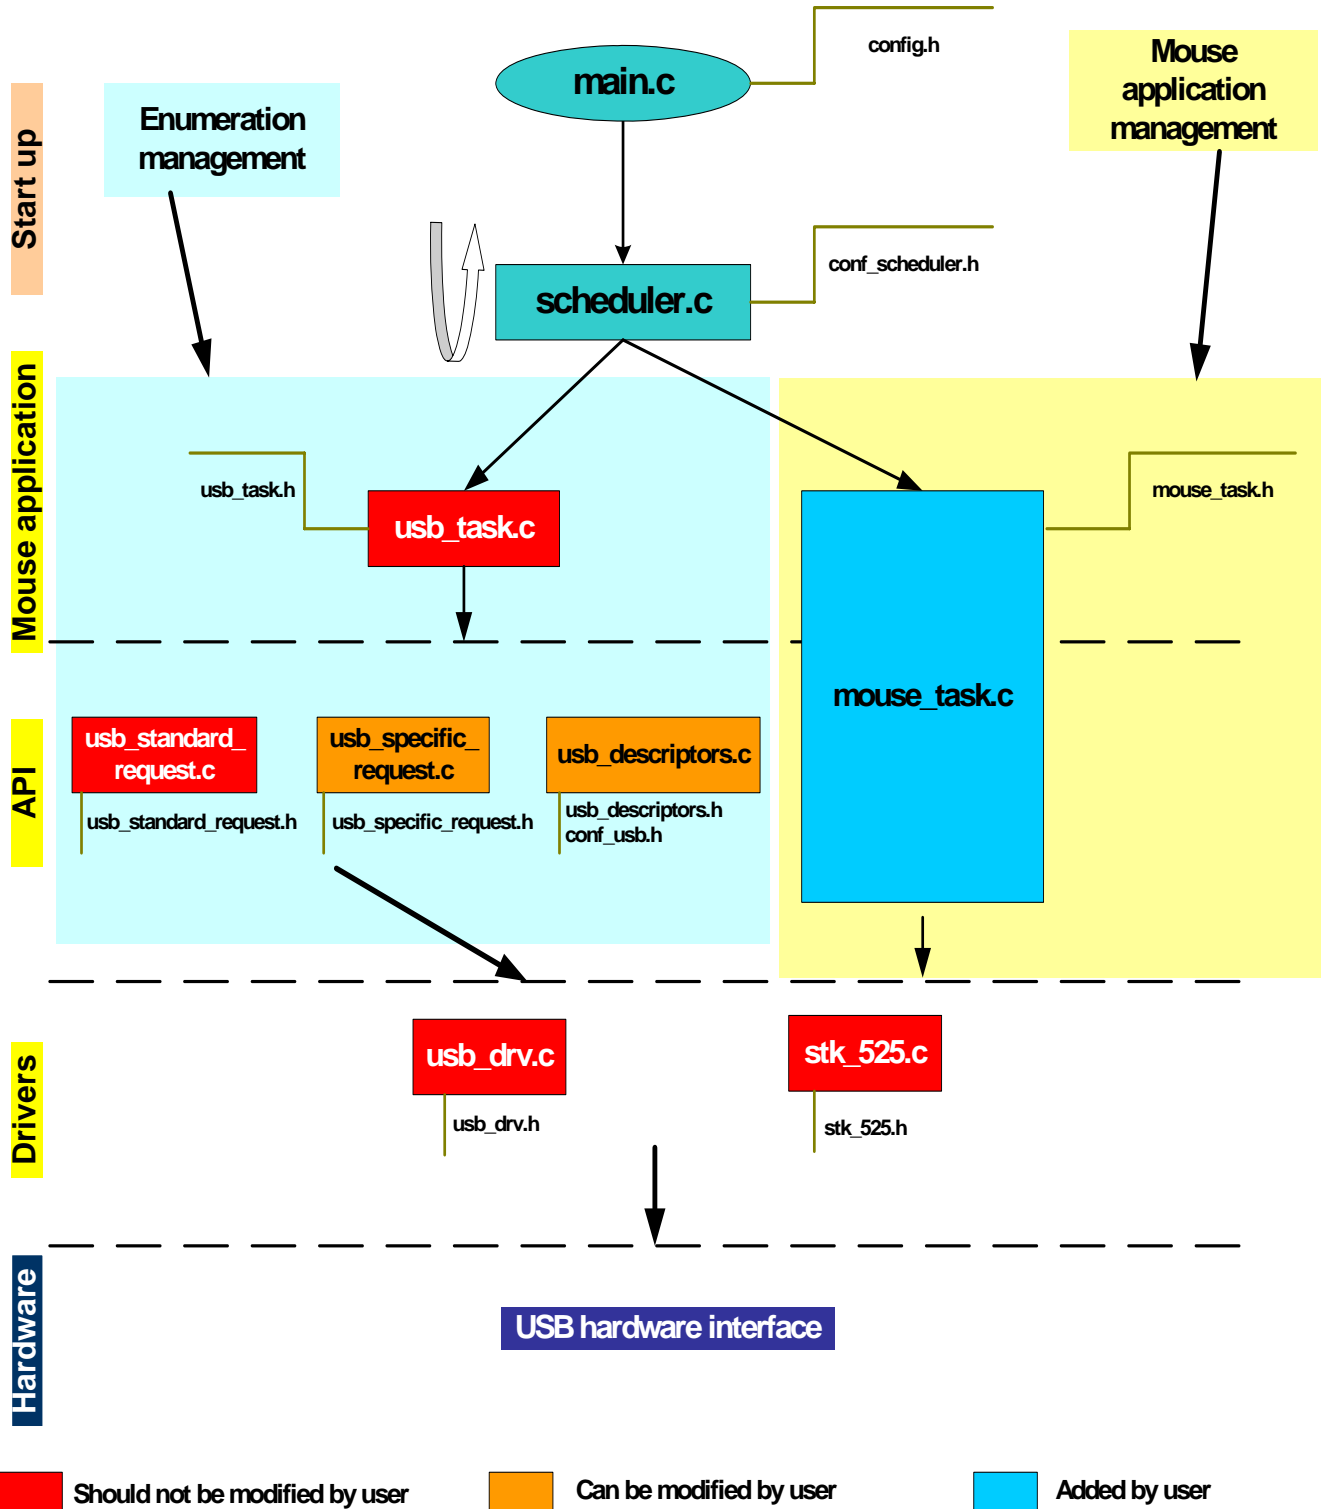 config.h
main.c
Mouse
application
management
Enumeration
management
Start up
conf_scheduler.h
scheduler.c
Mouse application
usb_task.h
usb_task.c
mouse_task.h
mouse_task.c
API
usb_standard_
request.c
usb_specific_
request.c
usb_descriptors.c
usb_standard_request.h
usb_specific_request.h
usb_descriptors.h
conf_usb.h
Drivers
usb_drv.c
stk_525.c
usb_drv.h
stk_525.h
Hardware
USB hardware interface
Should not be modified by user
Can be modified by user
Added by user